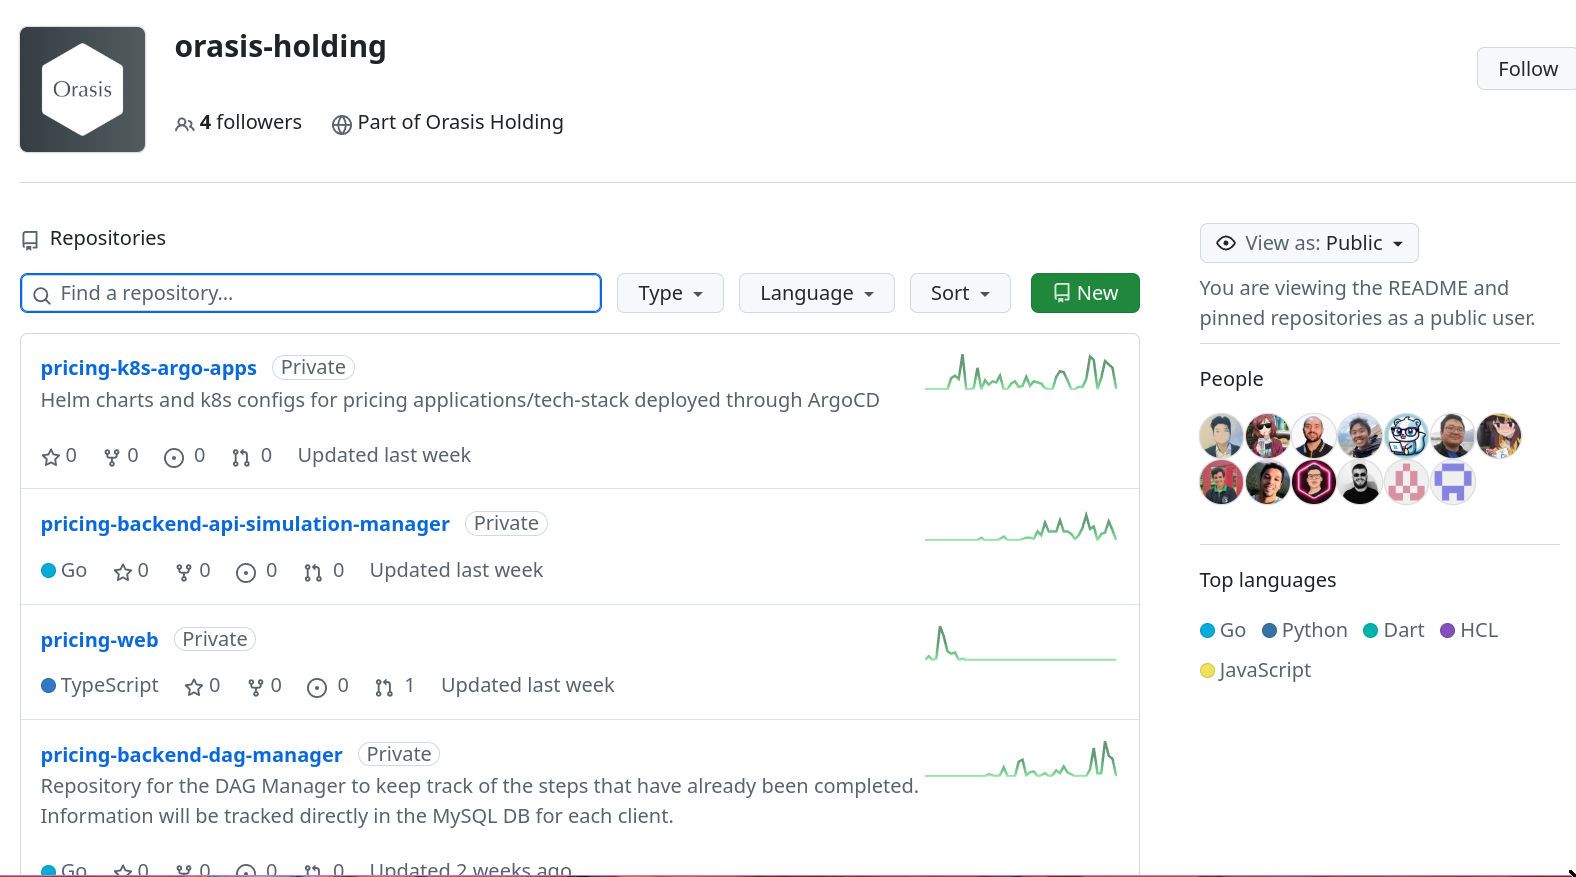 Orasis
orasis-holding
Follow
4 followers
Part of Orasis Holding
Repositories
Find a repository...
Type
Language
Sort
New
pricing-k8s-argo-apps
Private
Helm charts and k8s configs for pricing applications/tech-stack deployed through ArgoCD
0 0 0 0 Updated last week
pricing-backend-api-simulation-manager
Private
Go 0 0 0 0 Updated last week
pricing-web
Private
TypeScript 0 0 0 1 Updated last week
pricing-backend-dag-manager
Private
Repository for the DAG Manager to keep track of the steps that have already been completed.
Information will be tracked directly in the MySQL DB for each client.
Go 0 0 0 0 Updated 2 weeks ago
View as: Public
You are viewing the README and
pinned repositories as a public user.
People
Top languages
Go Python Dart HCL
JavaScript